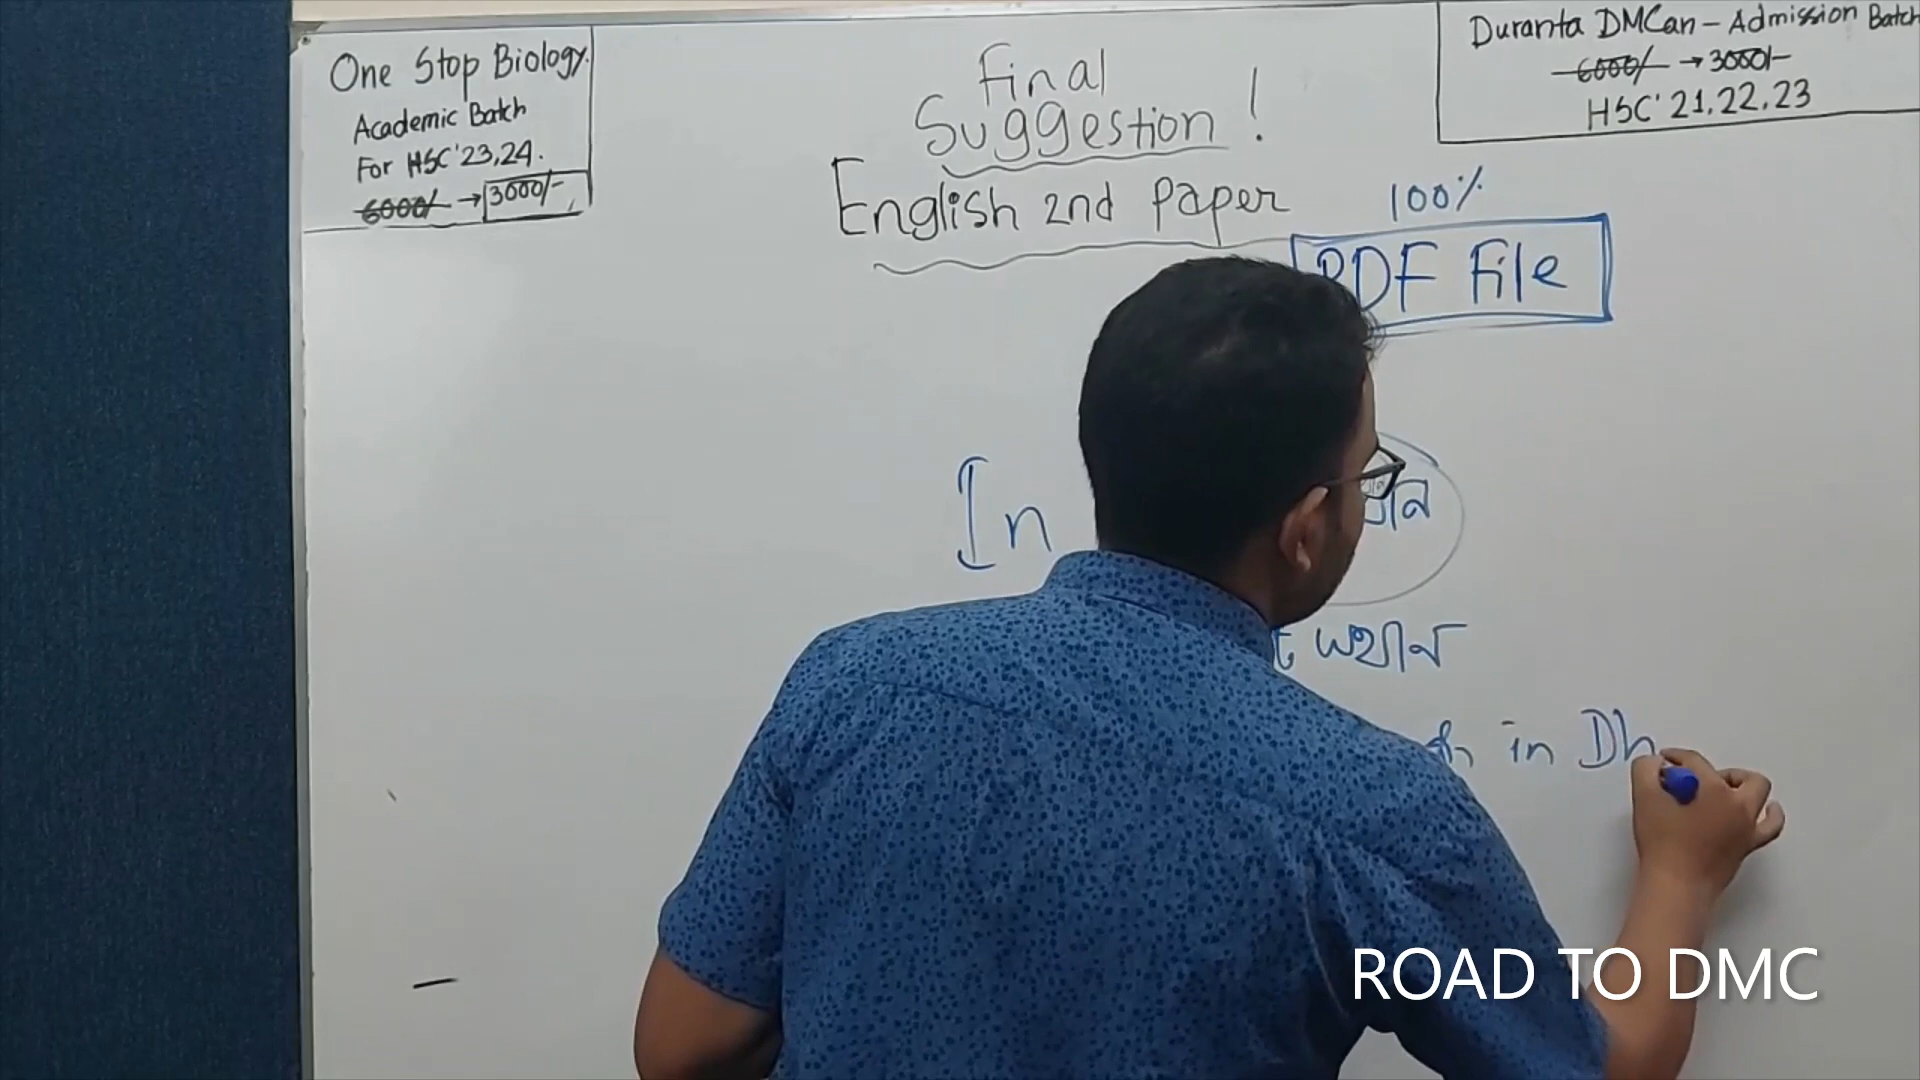 One Stop Biology.
Academic Batch
For HSC'23,24.
6000/- → 3000/-
Final
Suggestion !
English 2nd Paper
Duranta DMCan - Admission Batch
6000/- → 3000/-
HSC' 21,22,23
100%
PDF File
In
in Dh
ROAD TO DMC